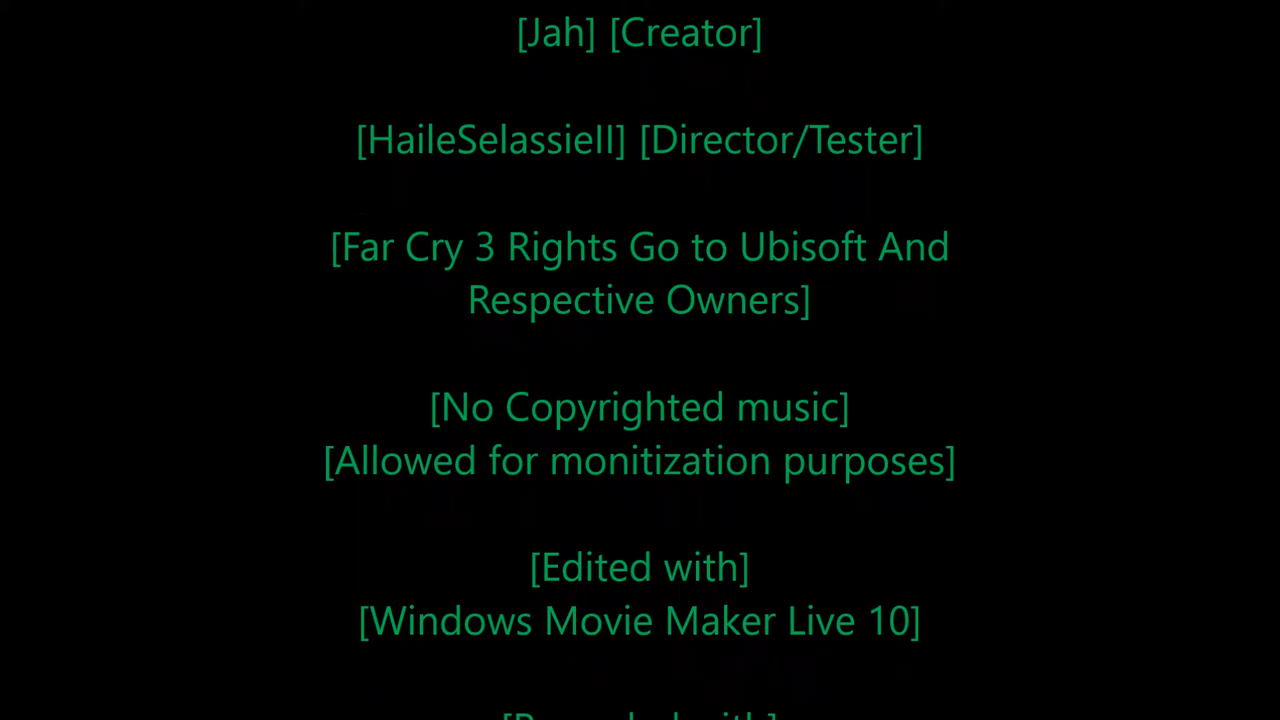 [Jah] [Creator]
[HaileSelassieII] [Director/Tester]
[Far Cry 3 Rights Go to Ubisoft And
Respective Owners]
[No Copyrighted music]
[Allowed for monitization purposes]
[Edited with]
[Windows Movie Maker Live 10]